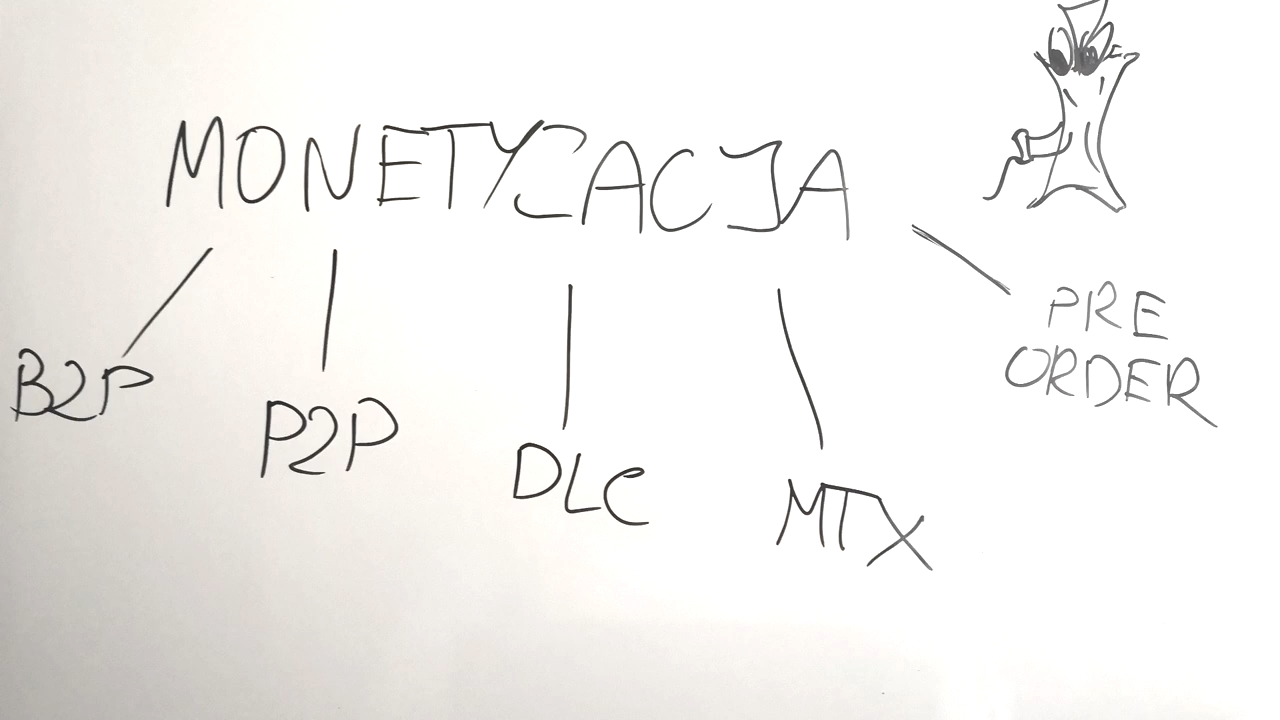 MONETYZACJA
B2P
P2P
DLC
MTX
PRE
ORDER